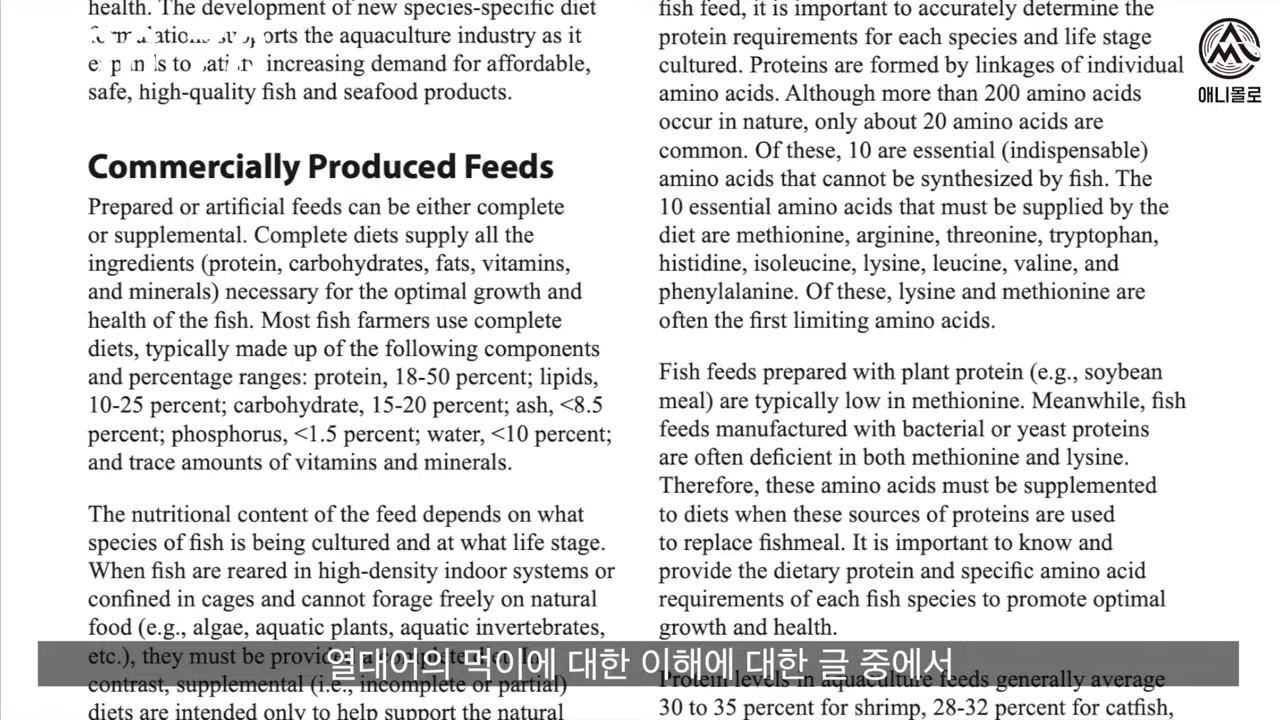 health. The development of new species-specific diet
orts the aquaculture industry as it
increasing demand for affordable,
safe, high-quality fish and seafood products.
Commercially Produced Feeds
Prepared or artificial feeds can be either complete
or supplemental. Complete diets supply all the
ingredients (protein, carbohydrates, fats, vitamins,
and minerals) necessary for the optimal growth and
health of the fish. Most fish farmers use complete
diets, typically made up of the following components
and percentage ranges: protein, 18-50 percent; lipids,
10-25 percent; carbohydrate, 15-20 percent; ash, <8.5
percent; phosphorus, <1.5 percent; water, <10 percent;
and trace amounts of vitamins and minerals.
The nutritional content of the feed depends on what
species of fish is being cultured and at what life stage.
When fish are reared in high-density indoor systems or
confined in cages and cannot forage freely on natural
food (e.g., algae, aquatic plants, aquatic invertebrates,
etc.), they must be
contrast, supplemental (i.e., incomplete or partial)
diets are intended only to help support the natural
fish feed, it is important to accurately determine the
protein requirements for each species and life stage
cultured. Proteins are formed by linkages of individual
amino acids. Although more than 200 amino acids
occur in nature, only about 20 amino acids are
common. Of these, 10 are essential (indispensable)
amino acids that cannot be synthesized by fish. The
10 essential amino acids that must be supplied by the
diet are methionine, arginine, threonine, tryptophan,
histidine, isoleucine, lysine, leucine, valine, and
phenylalanine. Of these, lysine and methionine are
often the first limiting amino acids.
Fish feeds prepared with plant protein (e.g., soybean
meal) are typically low in methionine. Meanwhile, fish
feeds manufactured with bacterial or yeast proteins
are often deficient in both methionine and lysine.
Therefore, these amino acids must be supplemented
to diets when these sources of proteins are used
to replace fishmeal. It is important to know and
provide the dietary protein and specific amino acid
requirements of each fish species to promote optimal
growth and health.
Protein levels in aquaculture feeds generally average
30 to 35 percent for shrimp, 28-32 percent for catfish,
애니몰로
열대어의 먹이에 대한 이해에 대한 글 중에서